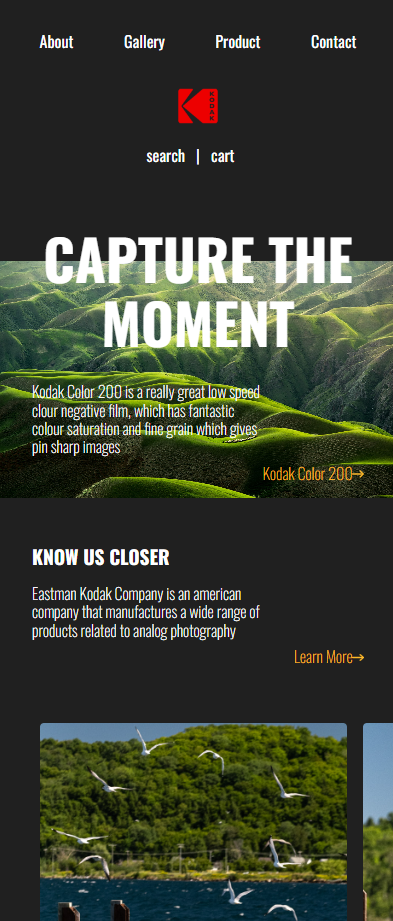 About Gallery Product Contact
KODAK
search | cart
CAPTURE THE
MOMENT
Kodak Color 200 is a really great low speed
clour negative film, which has fantastic
colour saturation and fine grain which gives
pin sharp images
Kodak Color 200→
KNOW US CLOSER
Eastman Kodak Company is an american
company that manufactures a wide range of
products related to analog photography
Learn More→